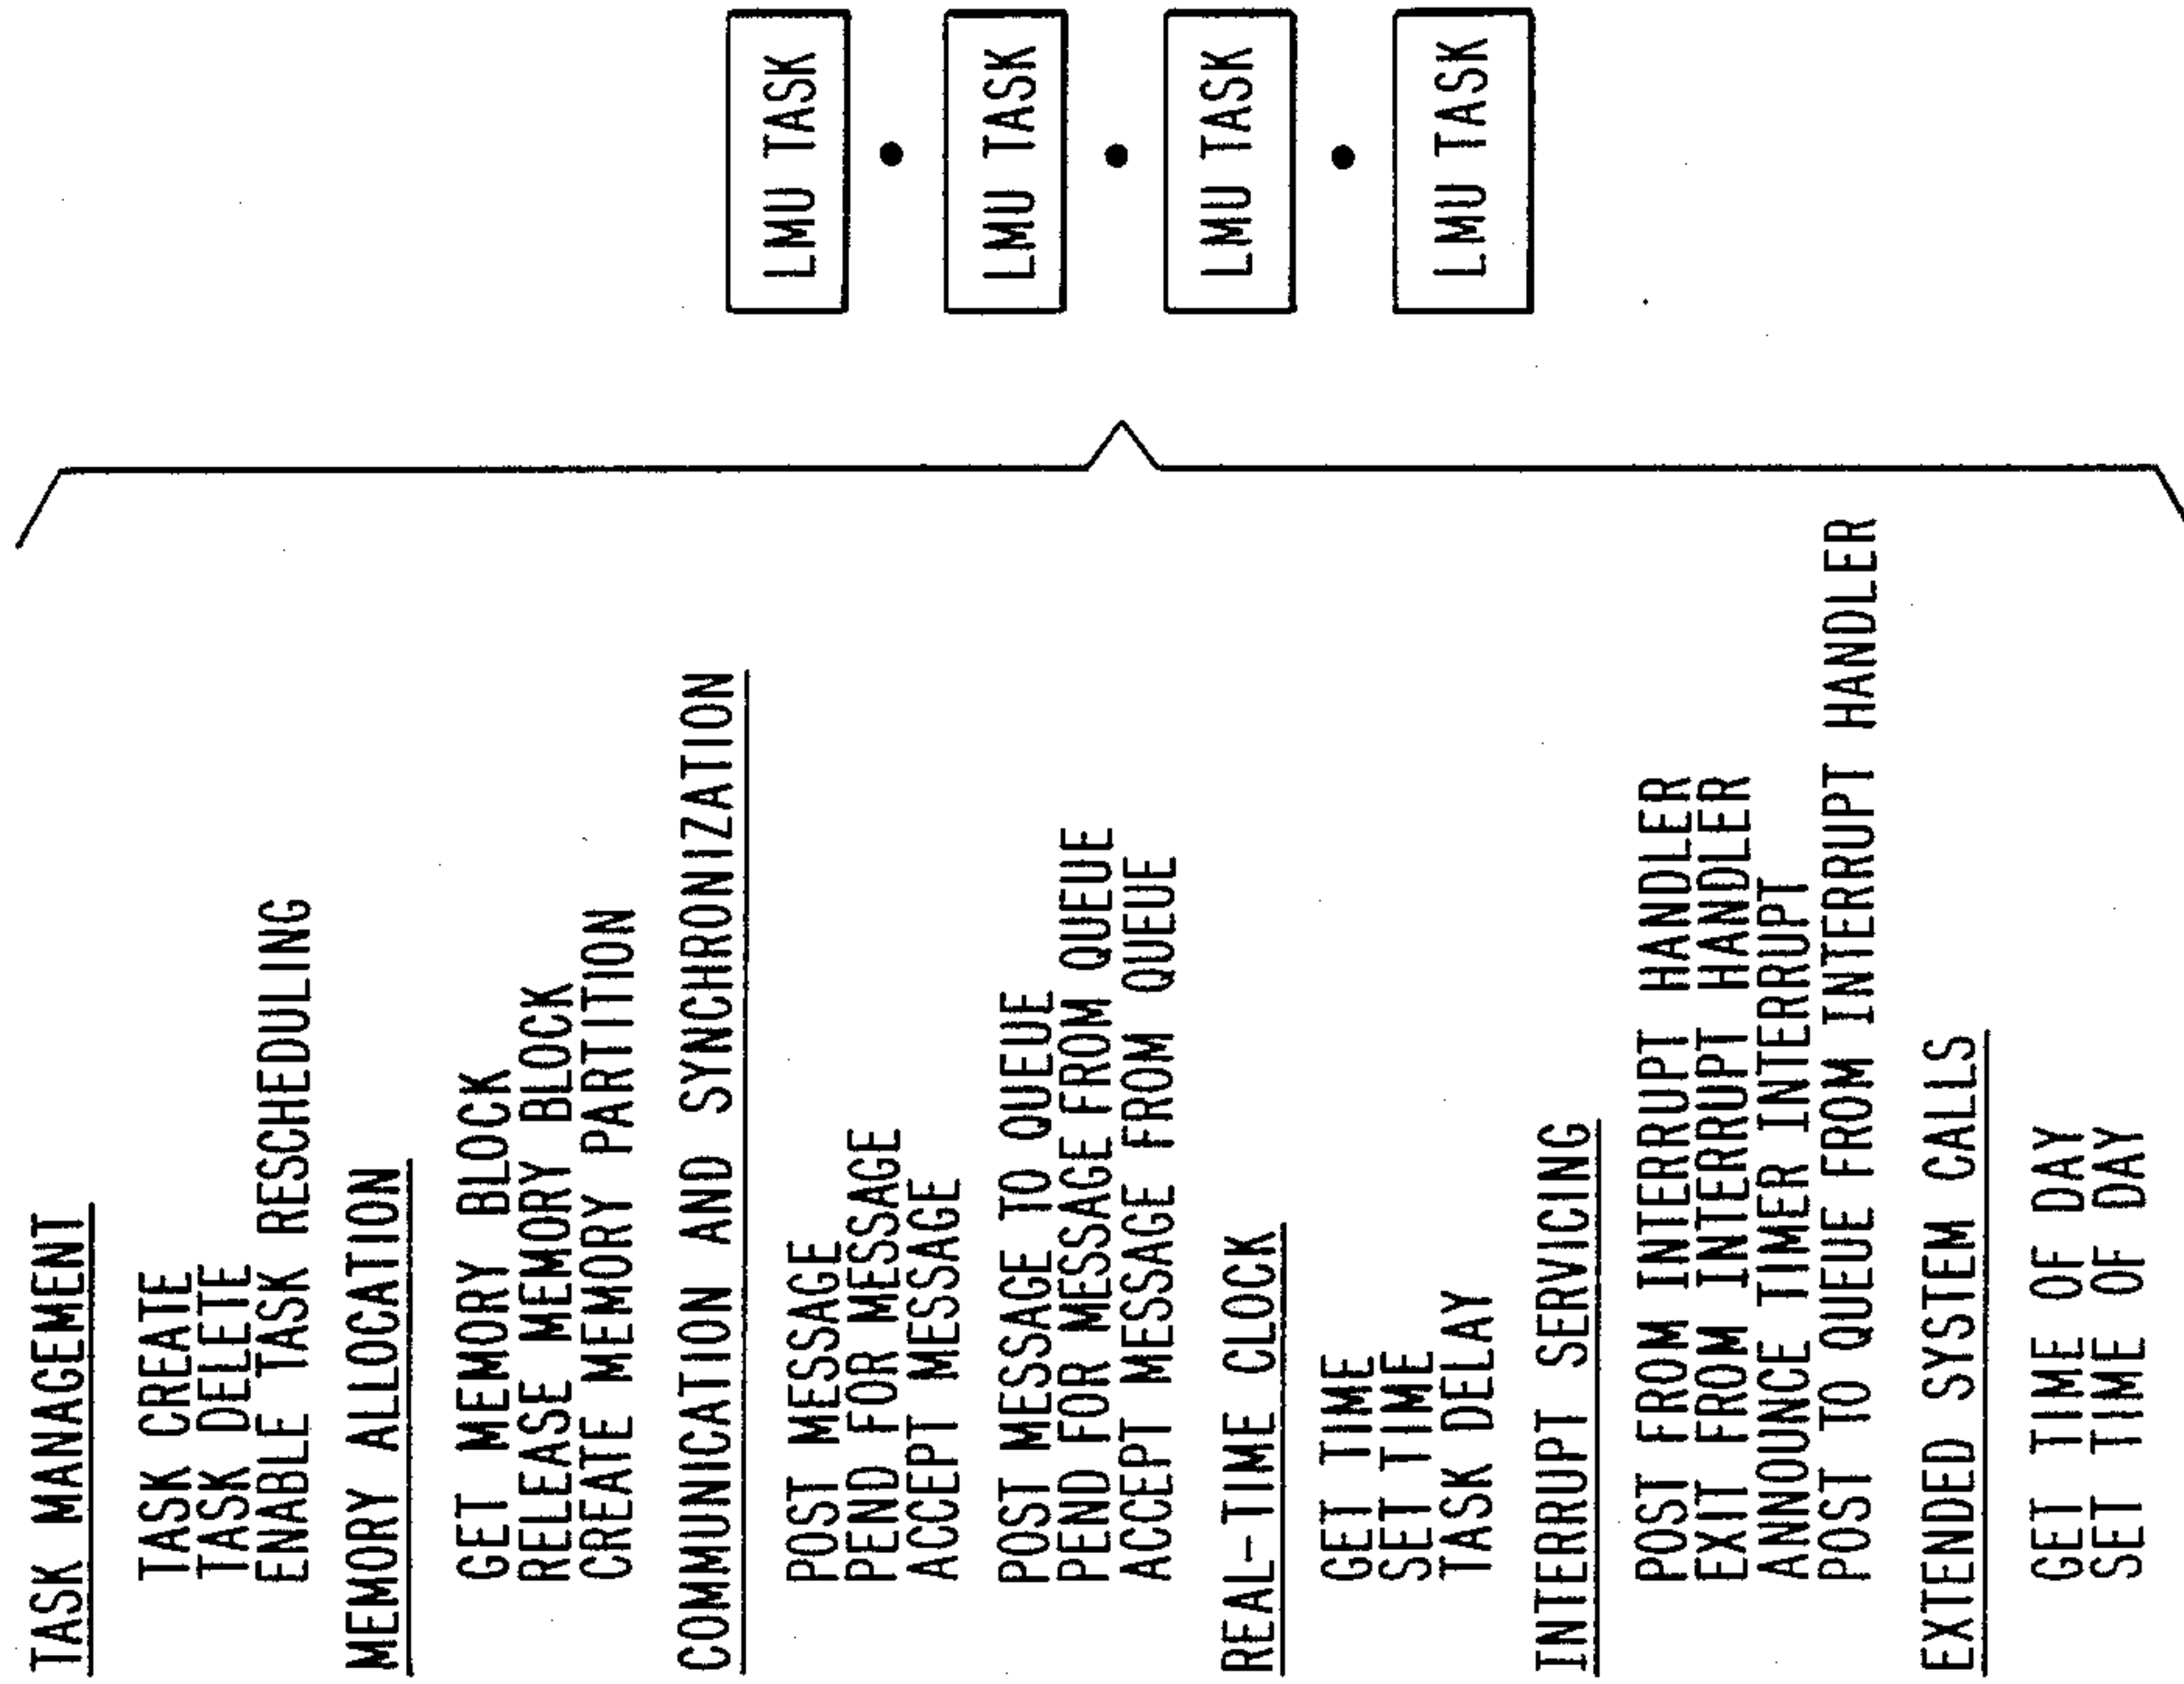 TASK MANAGEMENT
TASK CREATE
TASK DELETE
ENABLE TASK RESCHEDULING
MEMORY ALLOCATION
GET MEMORY BLOCK
RELEASE MEMORY BLOCK
CREATE MEMORY PARTITION
COMMUNICATION AND SYNCHRONIZATION
POST MESSAGE
PEND FOR MESSAGE
ACCEPT MESSAGE
POST MESSAGE TO QUEUE
PEND FOR MESSAGE FROM QUEUE
ACCEPT MESSAGE FROM QUEUE
REAL-TIME CLOCK
GET TIME
SET TIME
TASK DELAY
INTERRUPT SERVICING
POST FROM INTERRUPT HANDLER
EXIT FROM INTERRUPT HANDLER
ANNOUNCE TIMER INTERRUPT
POST TO QUEUE FROM INTERRUPT HANDLER
EXTENDED SYSTEM CALLS
GET TIME OF DAY
SET TIME OF DAY
LMU TASK
LMU TASK
LMU TASK
LMU TASK